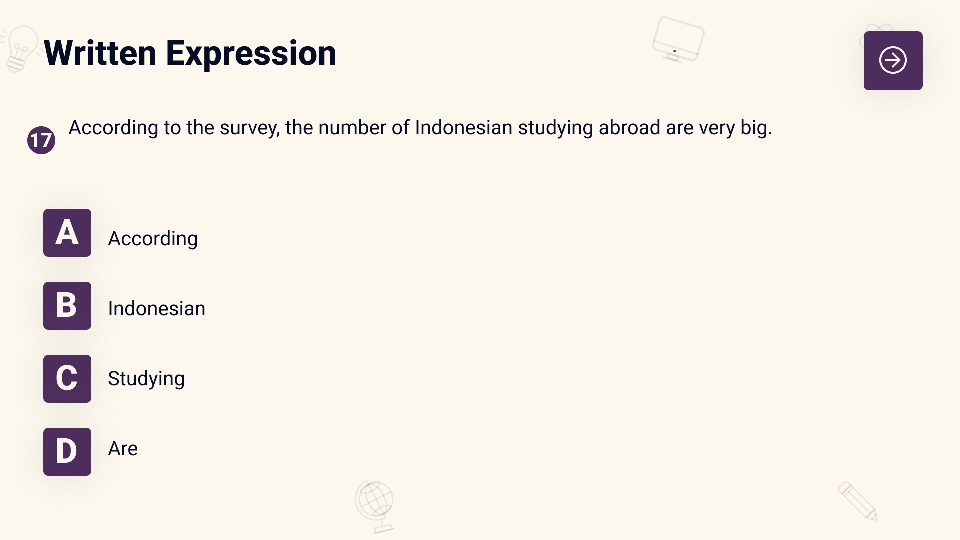 Written Expression
17 According to the survey, the number of Indonesian studying abroad are very big.
A According
B Indonesian
C Studying
D Are